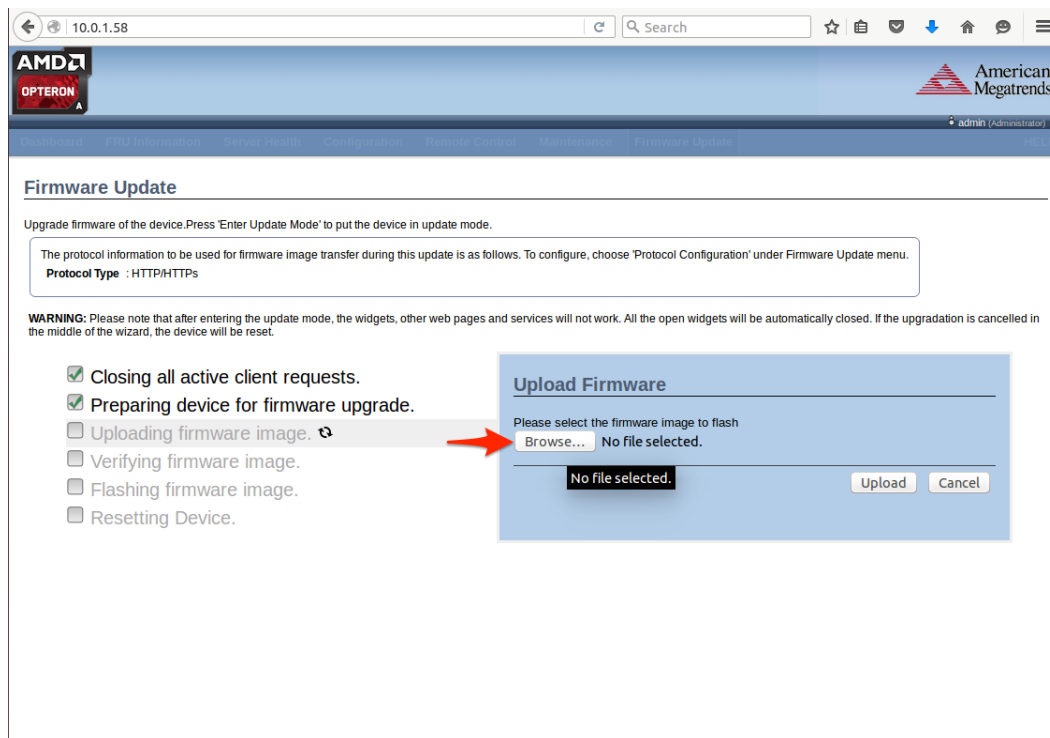 10.0.1.58
Search
AMD
OPTERON
A
American
Megatrends
admin (Administrator)
Dashboard FRU Information Server Health Configuration Remote Control Maintenance Firmware Update HEL
Firmware Update
Upgrade firmware of the device.Press 'Enter Update Mode' to put the device in update mode.
The protocol information to be used for firmware image transfer during this update is as follows. To configure, choose 'Protocol Configuration' under Firmware Update menu.
Protocol Type : HTTP/HTTPs
WARNING: Please note that after entering the update mode, the widgets, other web pages and services will not work. All the open widgets will be automatically closed. If the upgradation is cancelled in
the middle of the wizard, the device will be reset.
Closing all active client requests.
Preparing device for firmware upgrade.
Uploading firmware image.
Verifying firmware image.
Flashing firmware image.
Resetting Device.
Upload Firmware
Please select the firmware image to flash
Browse... No file selected.
No file selected.
Upload Cancel